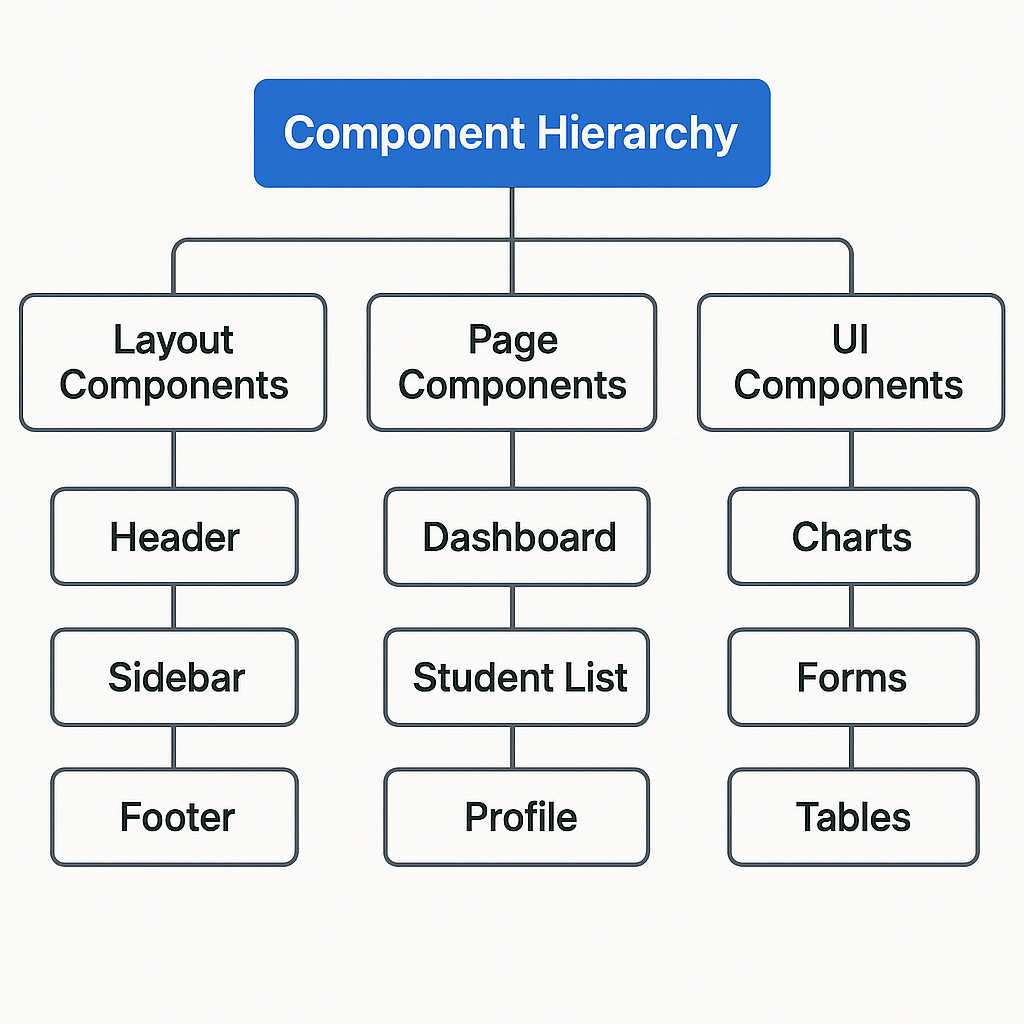 Component Hierarchy
Layout
Components
Page
Components
UI
Components
Header
Dashboard
Charts
Sidebar
Student List
Forms
Footer
Profile
Tables